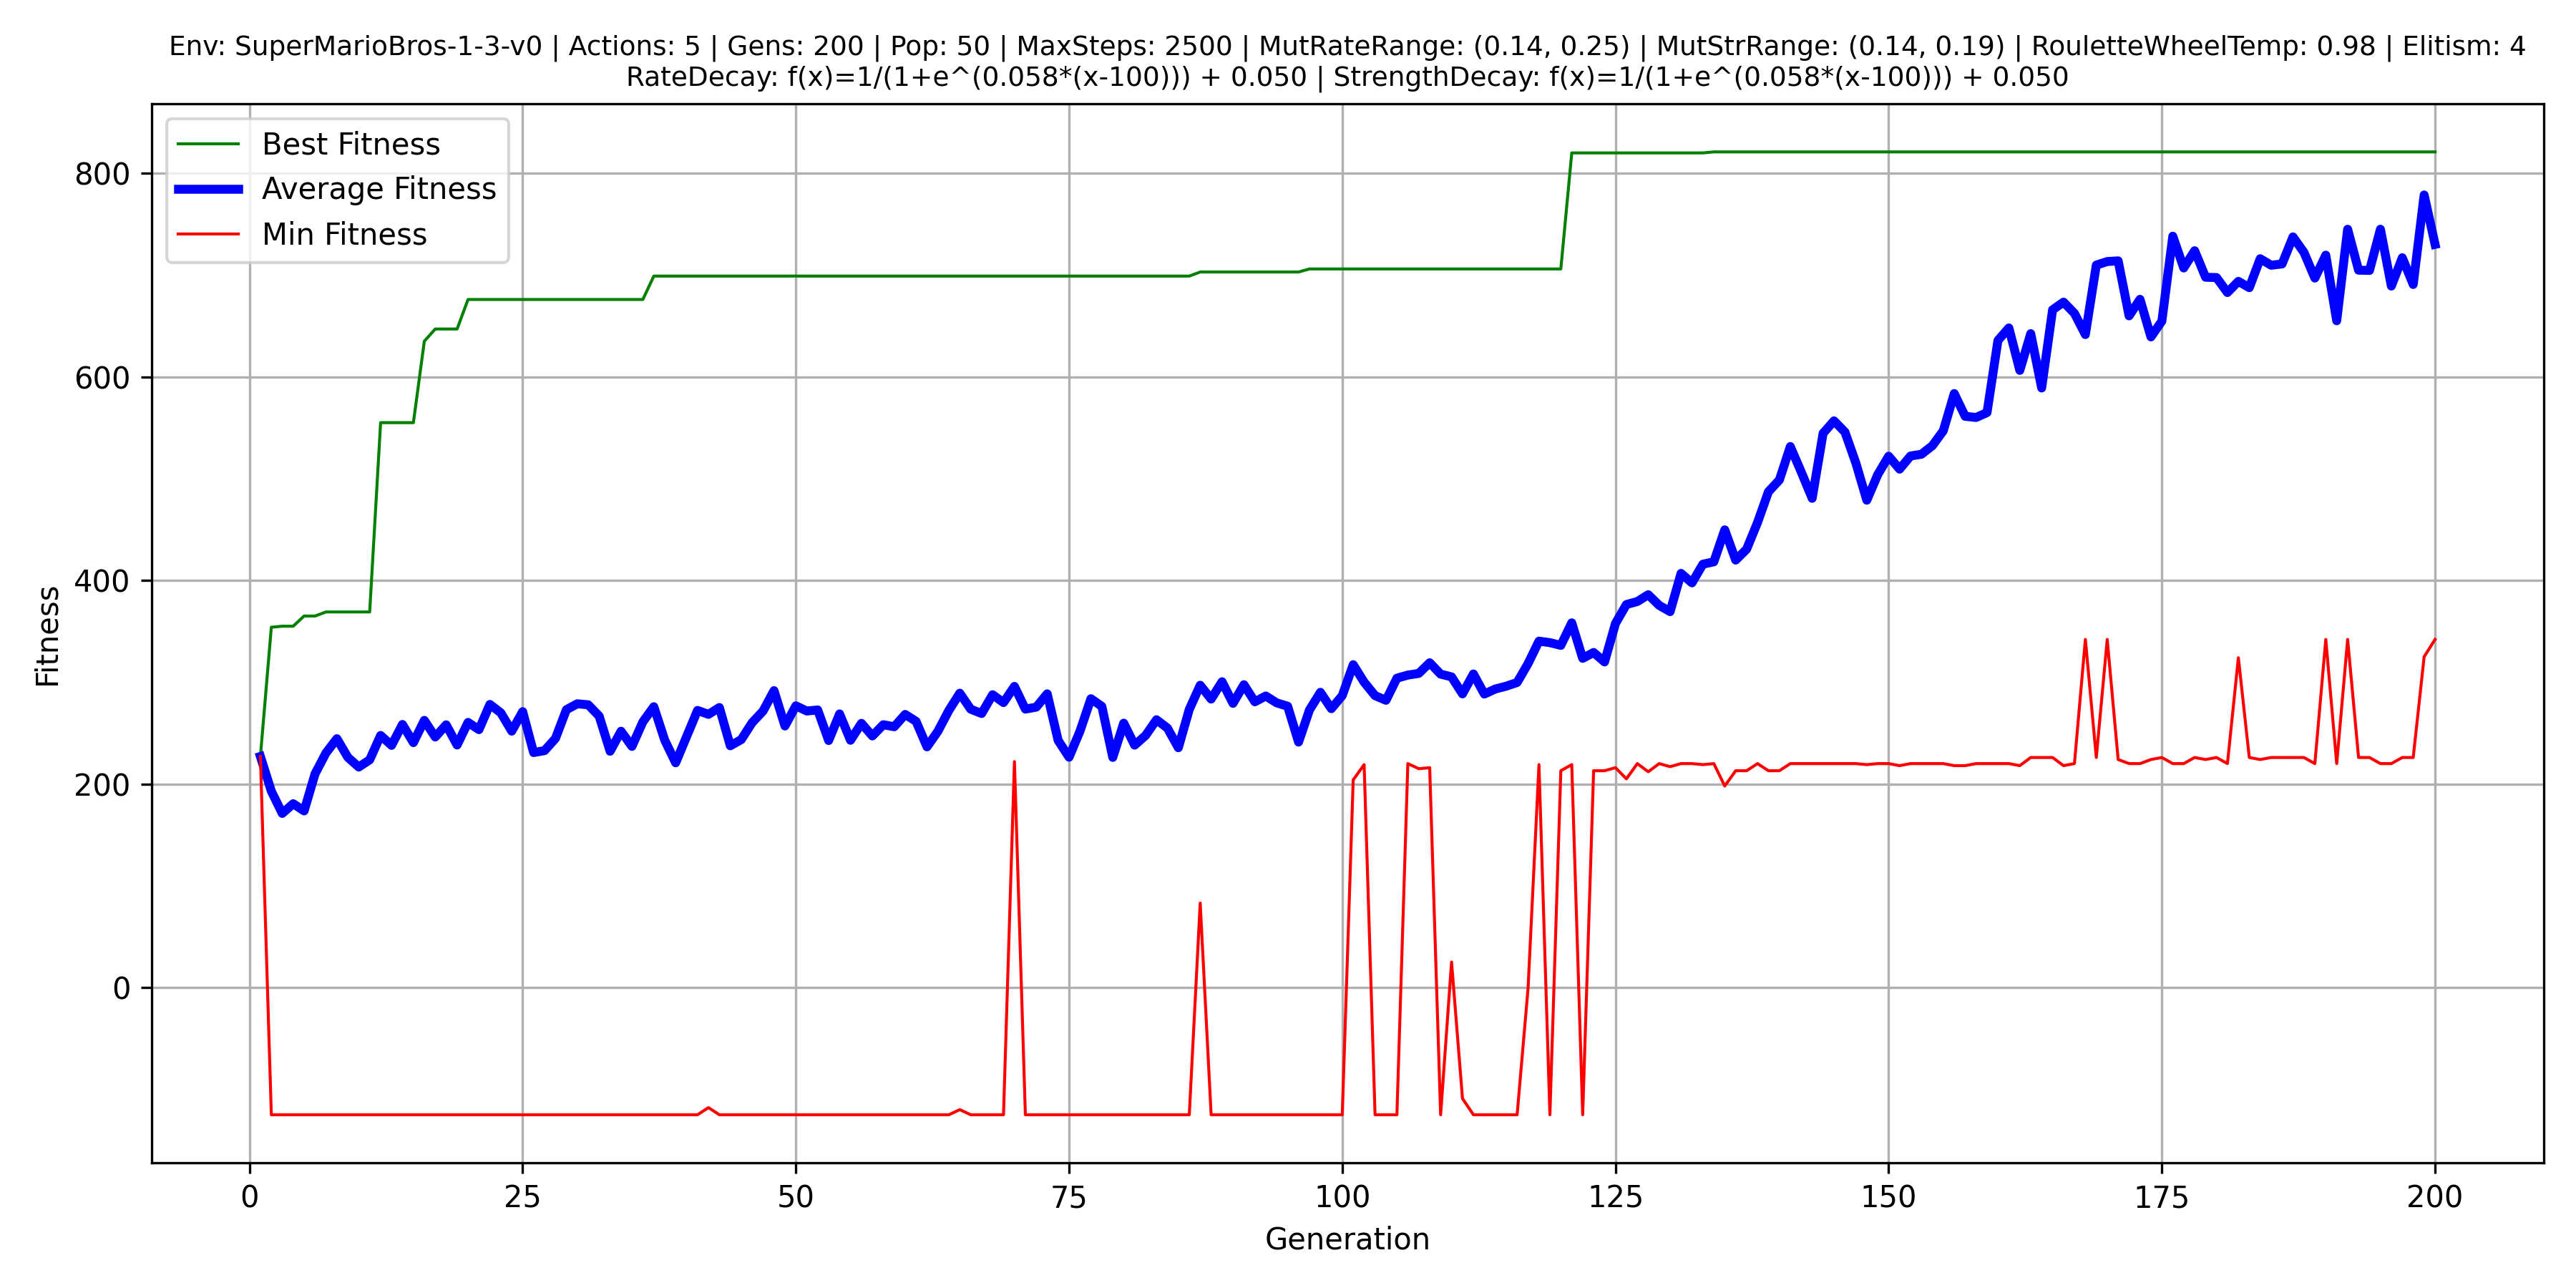 Env: SuperMarioBros-1-3-v0 | Actions: 5 | Gens: 200 | Pop: 50 | MaxSteps: 2500 | MutRateRange: (0.14, 0.25) | MutStrRange: (0.14, 0.19) | RouletteWheelTemp: 0.98 | Elitism: 4
RateDecay: f(x)=1/(1+e^(0.058*(x-100))) + 0.050 | StrengthDecay: f(x)=1/(1+e^(0.058*(x-100))) + 0.050
Best Fitness
Average Fitness
Min Fitness
800
600
400
200
0
Fitness
0 25 50 75 100 125 150 175 200
Generation